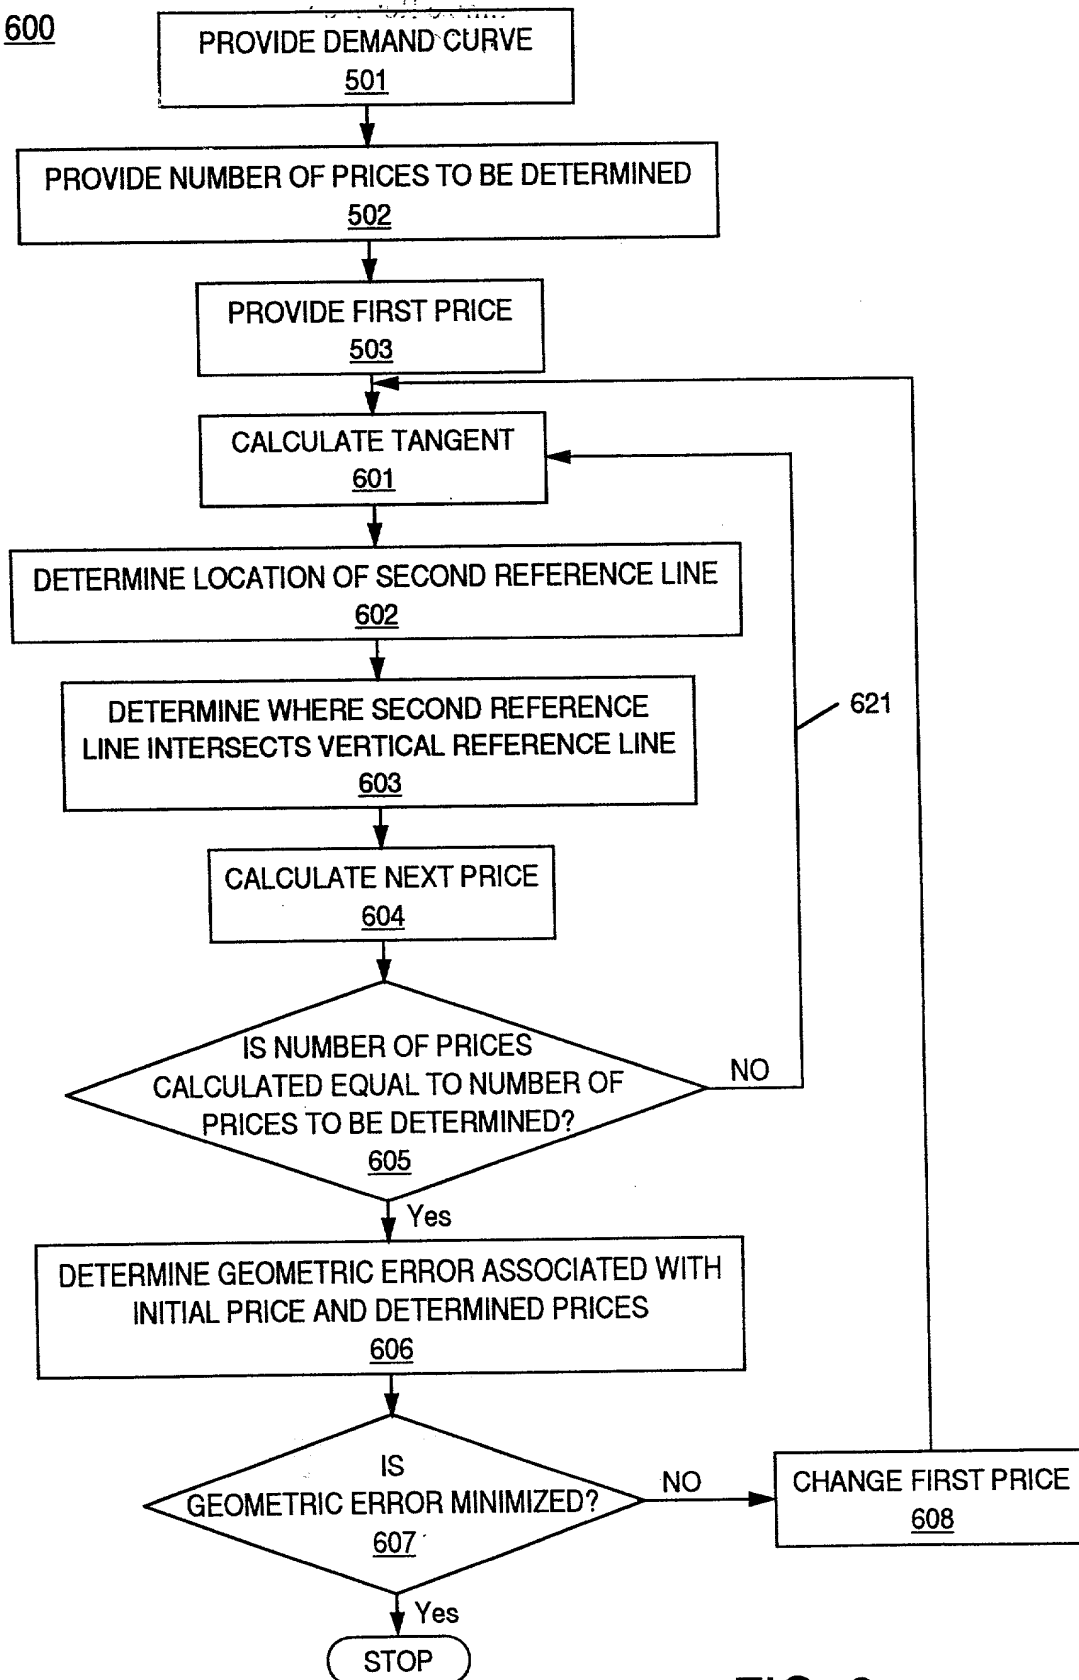 600
PROVIDE DEMAND CURVE
501
PROVIDE NUMBER OF PRICES TO BE DETERMINED
502
PROVIDE FIRST PRICE
503
CALCULATE TANGENT
601
DETERMINE LOCATION OF SECOND REFERENCE LINE
602
DETERMINE WHERE SECOND REFERENCE
LINE INTERSECTS VERTICAL REFERENCE LINE
603
621
CALCULATE NEXT PRICE
604
IS NUMBER OF PRICES
CALCULATED EQUAL TO NUMBER OF
PRICES TO BE DETERMINED?
605
NO
Yes
DETERMINE GEOMETRIC ERROR ASSOCIATED WITH
INITIAL PRICE AND DETERMINED PRICES
606
IS
GEOMETRIC ERROR MINIMIZED?
607
NO
CHANGE FIRST PRICE
608
Yes
STOP